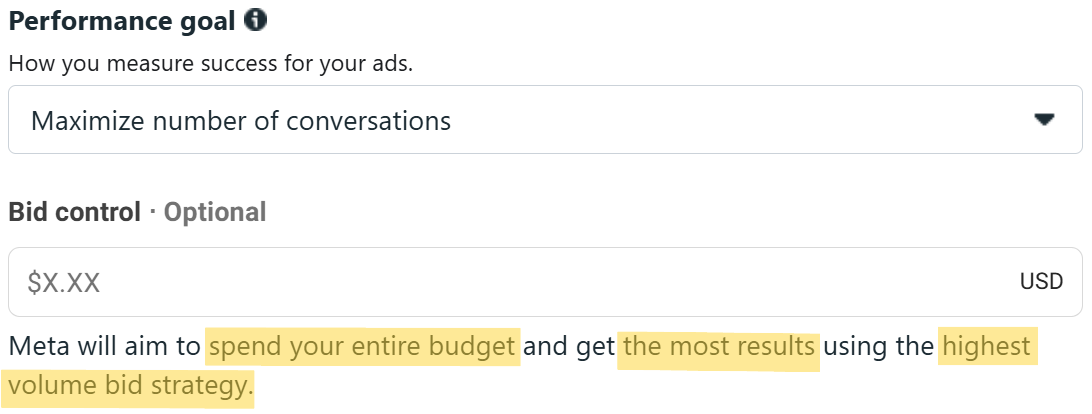 Performance goal
How you measure success for your ads.
Maximize number of conversations
Bid control · Optional
$X.XX USD
Meta will aim to spend your entire budget and get the most results using the highest
volume bid strategy.